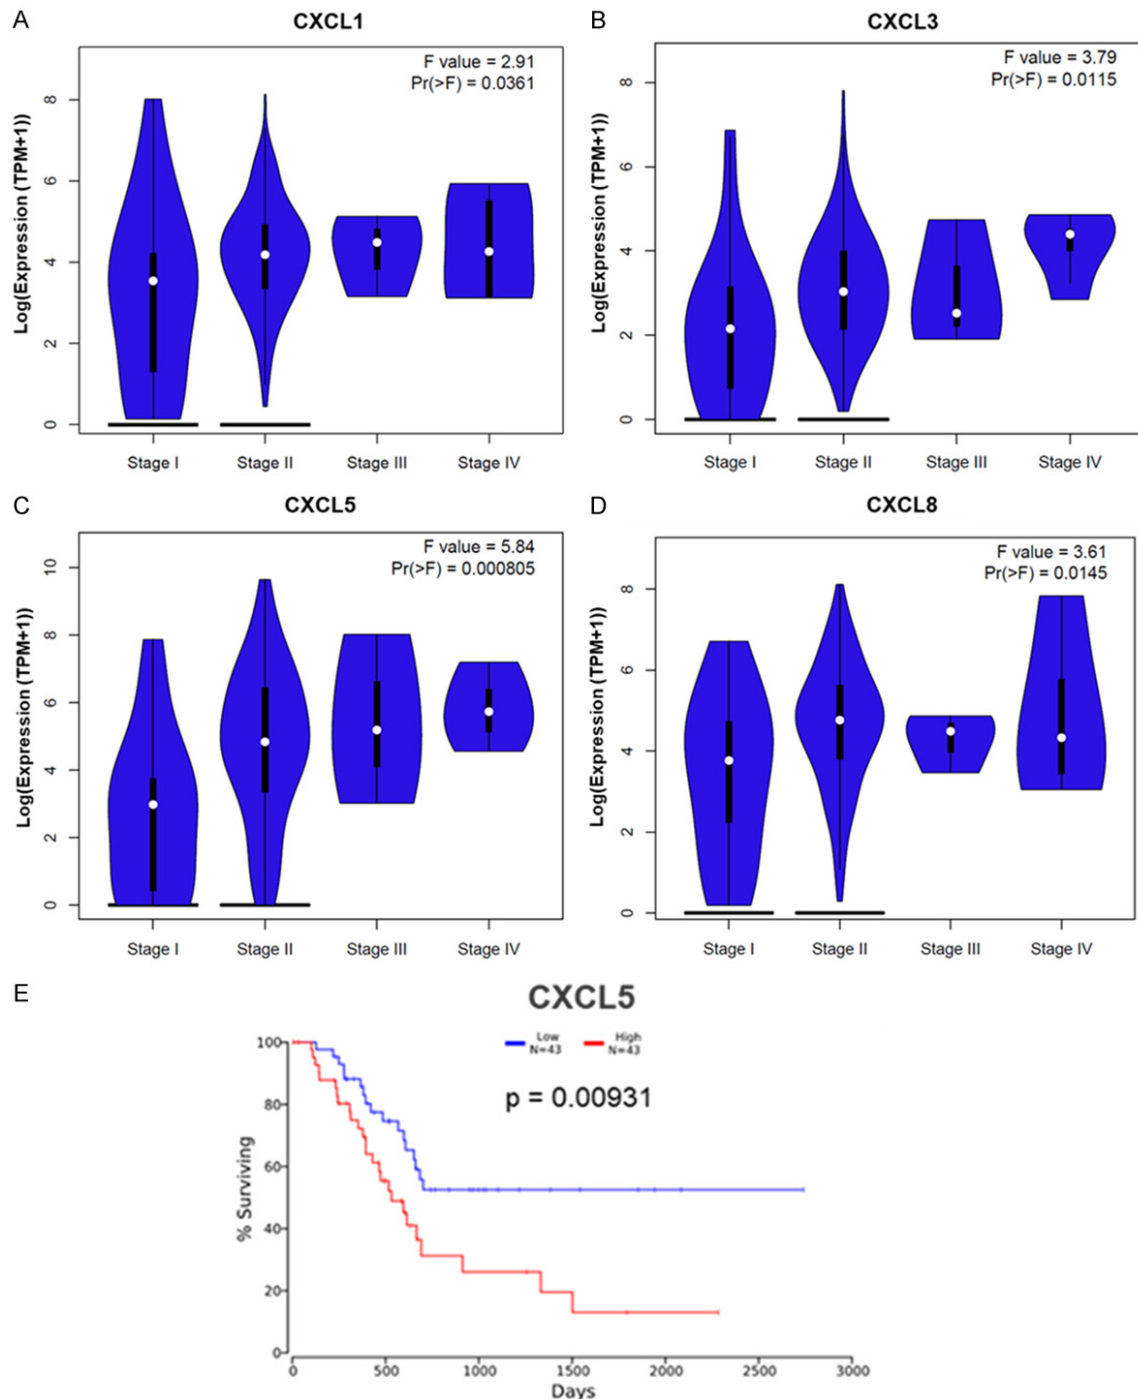 A
CXCL1
F value = 2.91
Pr(>F) = 0.0361
Log(Expression (TPM+1))
8
6
4
2
0
Stage I
Stage II
Stage III
Stage IV
B
CXCL3
F value = 3.79
Pr(>F) = 0.0115
Log(Expression (TPM+1))
8
6
4
2
0
Stage I
Stage II
Stage III
Stage IV
C
CXCL5
F value = 5.84
Pr(>F) = 0.000805
Log(Expression (TPM+1))
10
8
6
4
2
0
Stage I
Stage II
Stage III
Stage IV
D
CXCL8
F value = 3.61
Pr(>F) = 0.0145
Log(Expression (TPM+1))
8
6
4
2
0
Stage I
Stage II
Stage III
Stage IV
E
CXCL5
Low
N=43
High
N=43
p = 0.00931
% Surviving
100
80
60
40
20
0
0
500
1000
1500
2000
2500
3000
Days